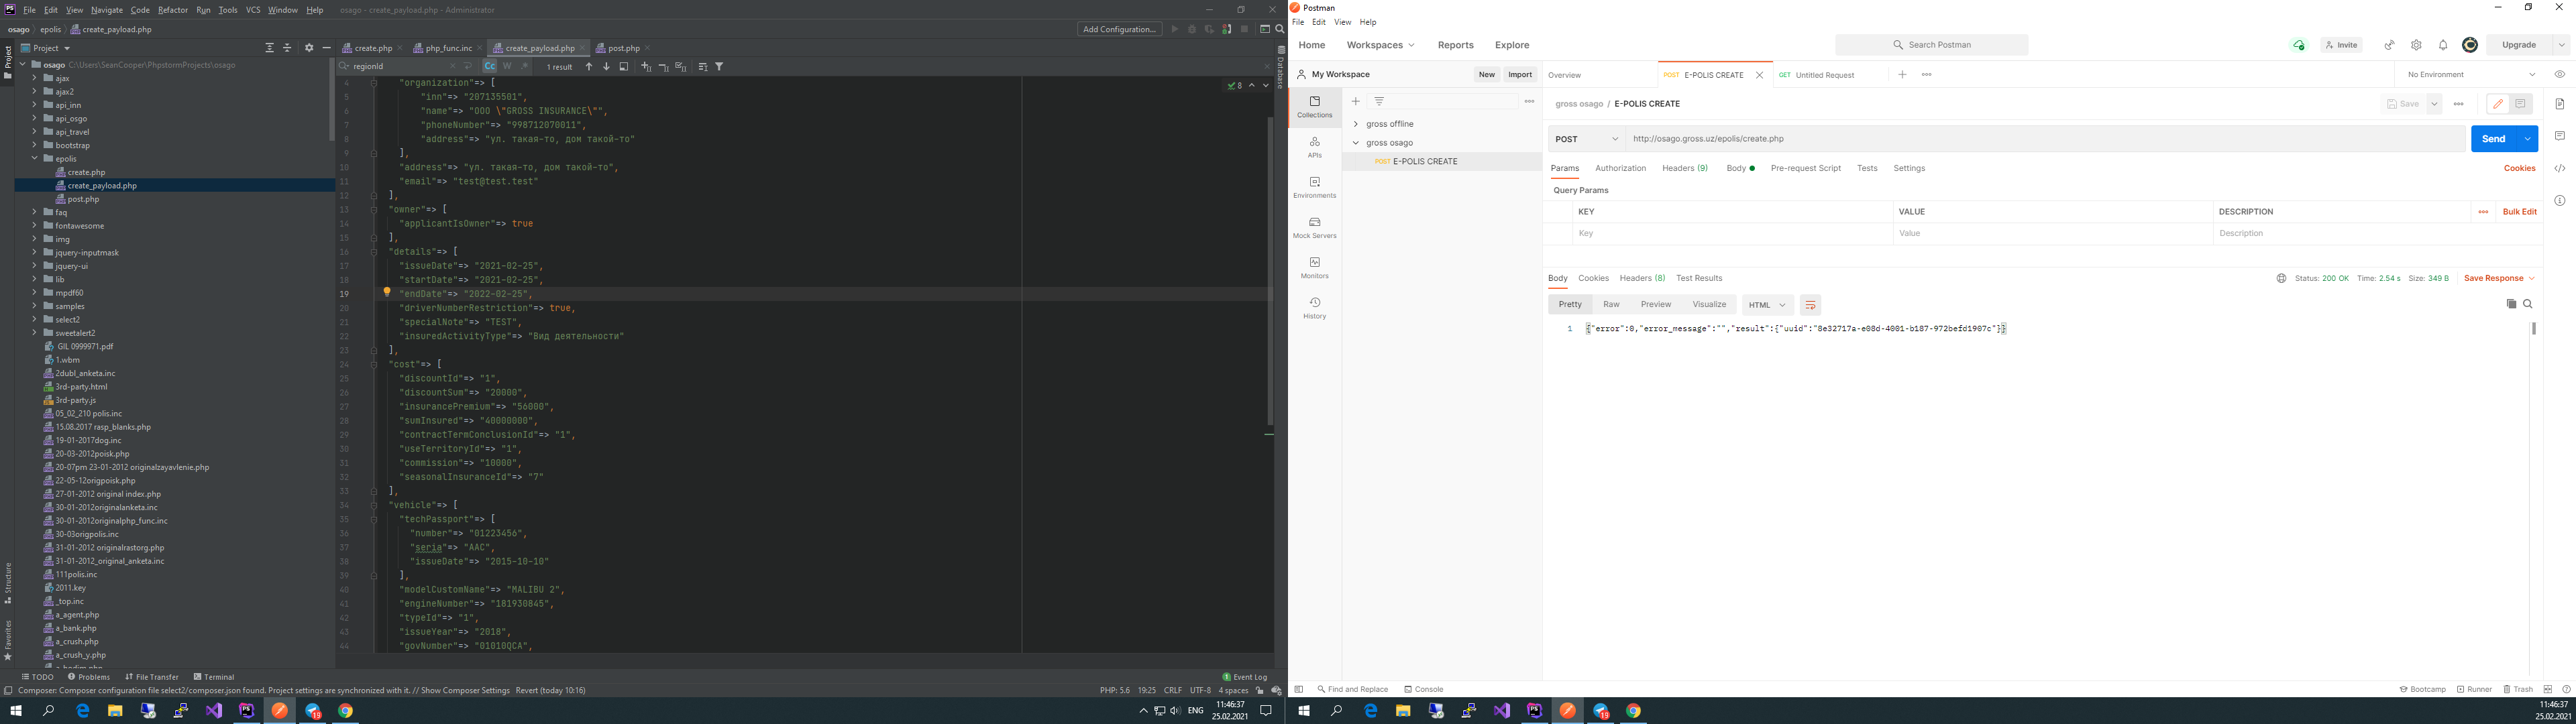 File Edit View Navigate Code Refactor Run Tools VCS Window Help osago - create_payload.php - Administrator
osago epolis create_payload.php Add Configuration...
Project
create.php php_func.inc create_payload.php post.php
regionId Cc W .* 1 result
8
Project
Structure
Favorites
Database
osago C:\Users\SeanCooper\PhpstormProjects\osago
ajax
ajax2
api_inn
api_osgo
api_travel
bootstrap
epolis
create.php
create_payload.php
post.php
faq
fontawesome
img
jquery-inputmask
jquery-ui
lib
mpdf60
samples
select2
sweetalert2
GIL 0999971.pdf
1.wbm
2dubl_anketa.inc
3rd-party.html
3rd-party.js
05_02_210 polis.inc
15.08.2017 rasp_blanks.php
19-01-2017dog.inc
20-03-2012poisk.php
20-07pm 23-01-2012 originalzayavlenie.php
22-05-12origpoisk.php
27-01-2012 original index.php
30-01-2012originalanketa.inc
30-01-2012originalphp_func.inc
30-03origpolis.inc
31-01-2012 originalrastorg.php
31-01-2012_original_anketa.inc
111polis.inc
2011.key
_top.inc
a_agent.php
a_bank.php
a_crush.php
a_crush_y.php
4 "organization"=> [
5 "inn"=> "207135501",
6 "name"=> "ООО \"GROSS INSURANCE\"",
7 "phoneNumber"=> "998712070011",
8 "address"=> "ул. такая-то, дом такой-то"
9 ],
10 "address"=> "ул. такая-то, дом такой-то",
11 "email"=> "test@test.test"
12 ],
13 "owner"=> [
14 "applicantIsOwner"=> true
15 ],
16 "details"=> [
17 "issueDate"=> "2021-02-25",
18 "startDate"=> "2021-02-25",
19 "endDate"=> "2022-02-25",
20 "driverNumberRestriction"=> true,
21 "specialNote"=> "TEST",
22 "insuredActivityType"=> "Вид деятельности"
23 ],
24 "cost"=> [
25 "discountId"=> "1",
26 "discountSum"=> "20000",
27 "insurancePremium"=> "56000",
28 "sumInsured"=> "40000000",
29 "contractTermConclusionId"=> "1",
30 "useTerritoryId"=> "1",
31 "commission"=> "10000",
32 "seasonalInsuranceId"=> "7"
33 ],
34 "vehicle"=> [
35 "techPassport"=> [
36 "number"=> "01223456",
37 "seria"=> "AAC",
38 "issueDate"=> "2015-10-10"
39 ],
40 "modelCustomName"=> "MALIBU 2",
41 "engineNumber"=> "181930845",
42 "typeId"=> "1",
43 "issueYear"=> "2018",
44 "govNumber"=> "01010QCA",
TODO Problems File Transfer Terminal 1 Event Log
Composer: Composer configuration file select2/composer.json found. Project settings are synchronized with it. // Show Composer Settings Revert (today 10:16) PHP: 5.6 19:25 CRLF UTF-8 4 spaces
ENG 11:46:37 25.02.2021
Postman
File Edit View Help
Home Workspaces Reports Explore Search Postman Invite Upgrade
My Workspace New Import Overview POST E-POLIS CREATE GET Untitled Request No Environment
Collections
APIs
Environments
Mock Servers
Monitors
History
gross offline
gross osago
POST E-POLIS CREATE
gross osago / E-POLIS CREATE Save
POST http://osago.gross.uz/epolis/create.php Send
Params Authorization Headers (9) Body Pre-request Script Tests Settings Cookies
Query Params
KEY VALUE DESCRIPTION Bulk Edit
Key Value Description
Body Cookies Headers (8) Test Results Status: 200 OK Time: 2.54 s Size: 349 B Save Response
Pretty Raw Preview Visualize HTML
1 {"error":0,"error_message":"","result":{"uuid":"8e32717a-e08d-4001-b187-972befd1907c"}}
Find and Replace Console Bootcamp Runner Trash
11:46:37
25.02.2021